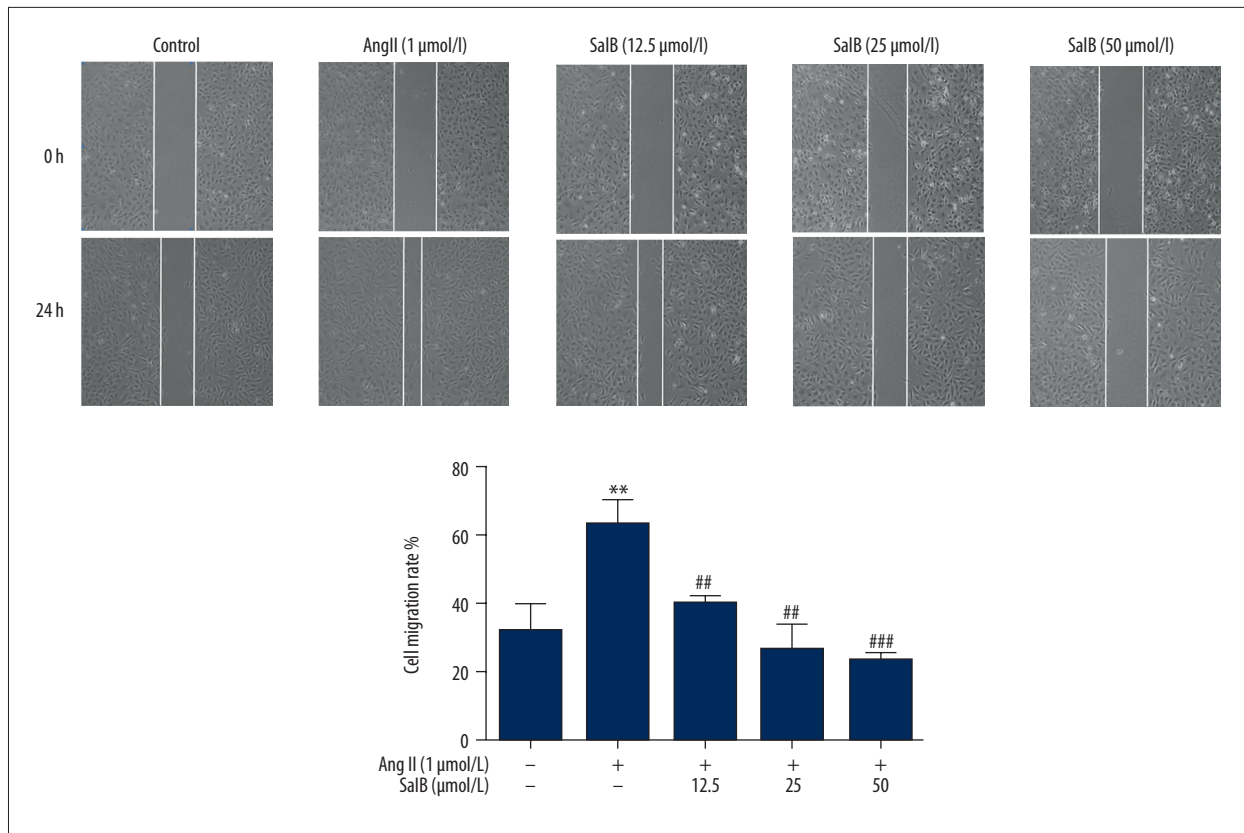 Control AngII (1 µmol/l) SalB (12.5 µmol/l) SalB (25 µmol/l) SalB (50 µmol/l)
0 h
24 h
80
60
40
20
0
Cell migration rate %
**
##
##
###
Ang II (1 µmol/L) – + + + +
SalB (µmol/L) – – 12.5 25 50